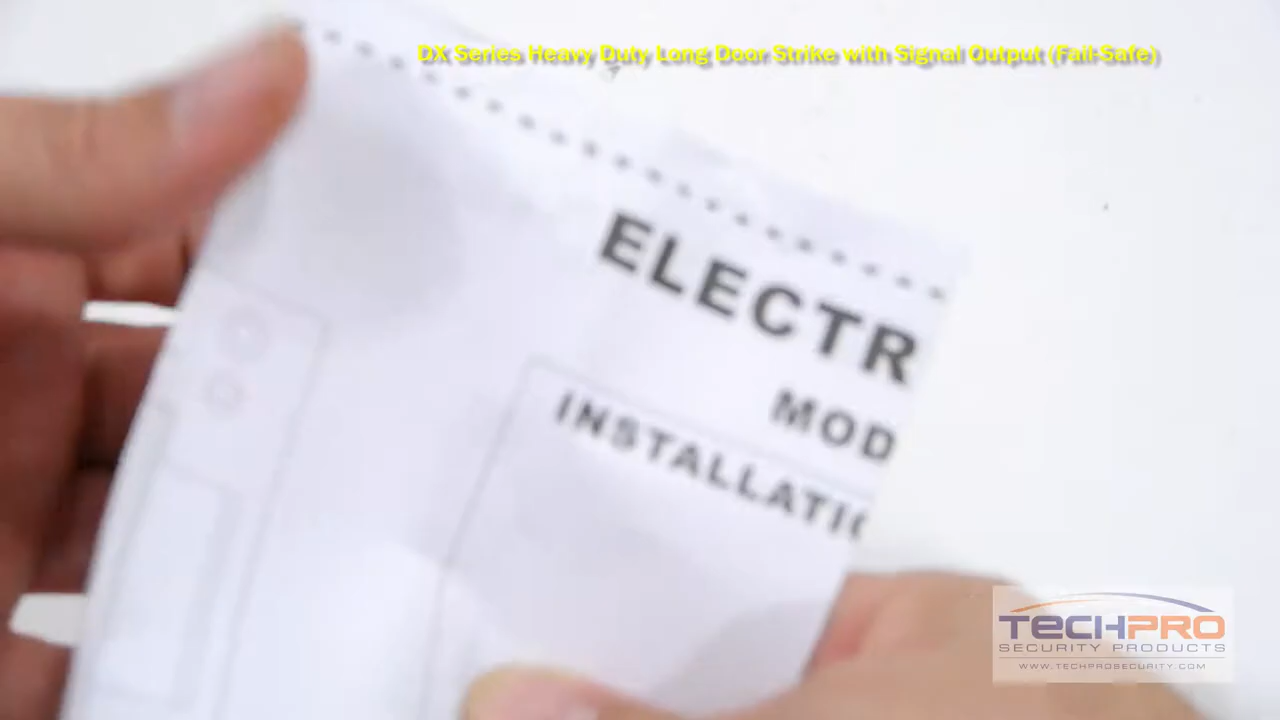 DX Series Heavy Duty Long Door Strike with Signal Output (Fail-Safe)
ELECTR
MOD
INSTALLATIO
TECHPRO
SECURITY PRODUCTS
WWW.TECHPROSECURITY.COM